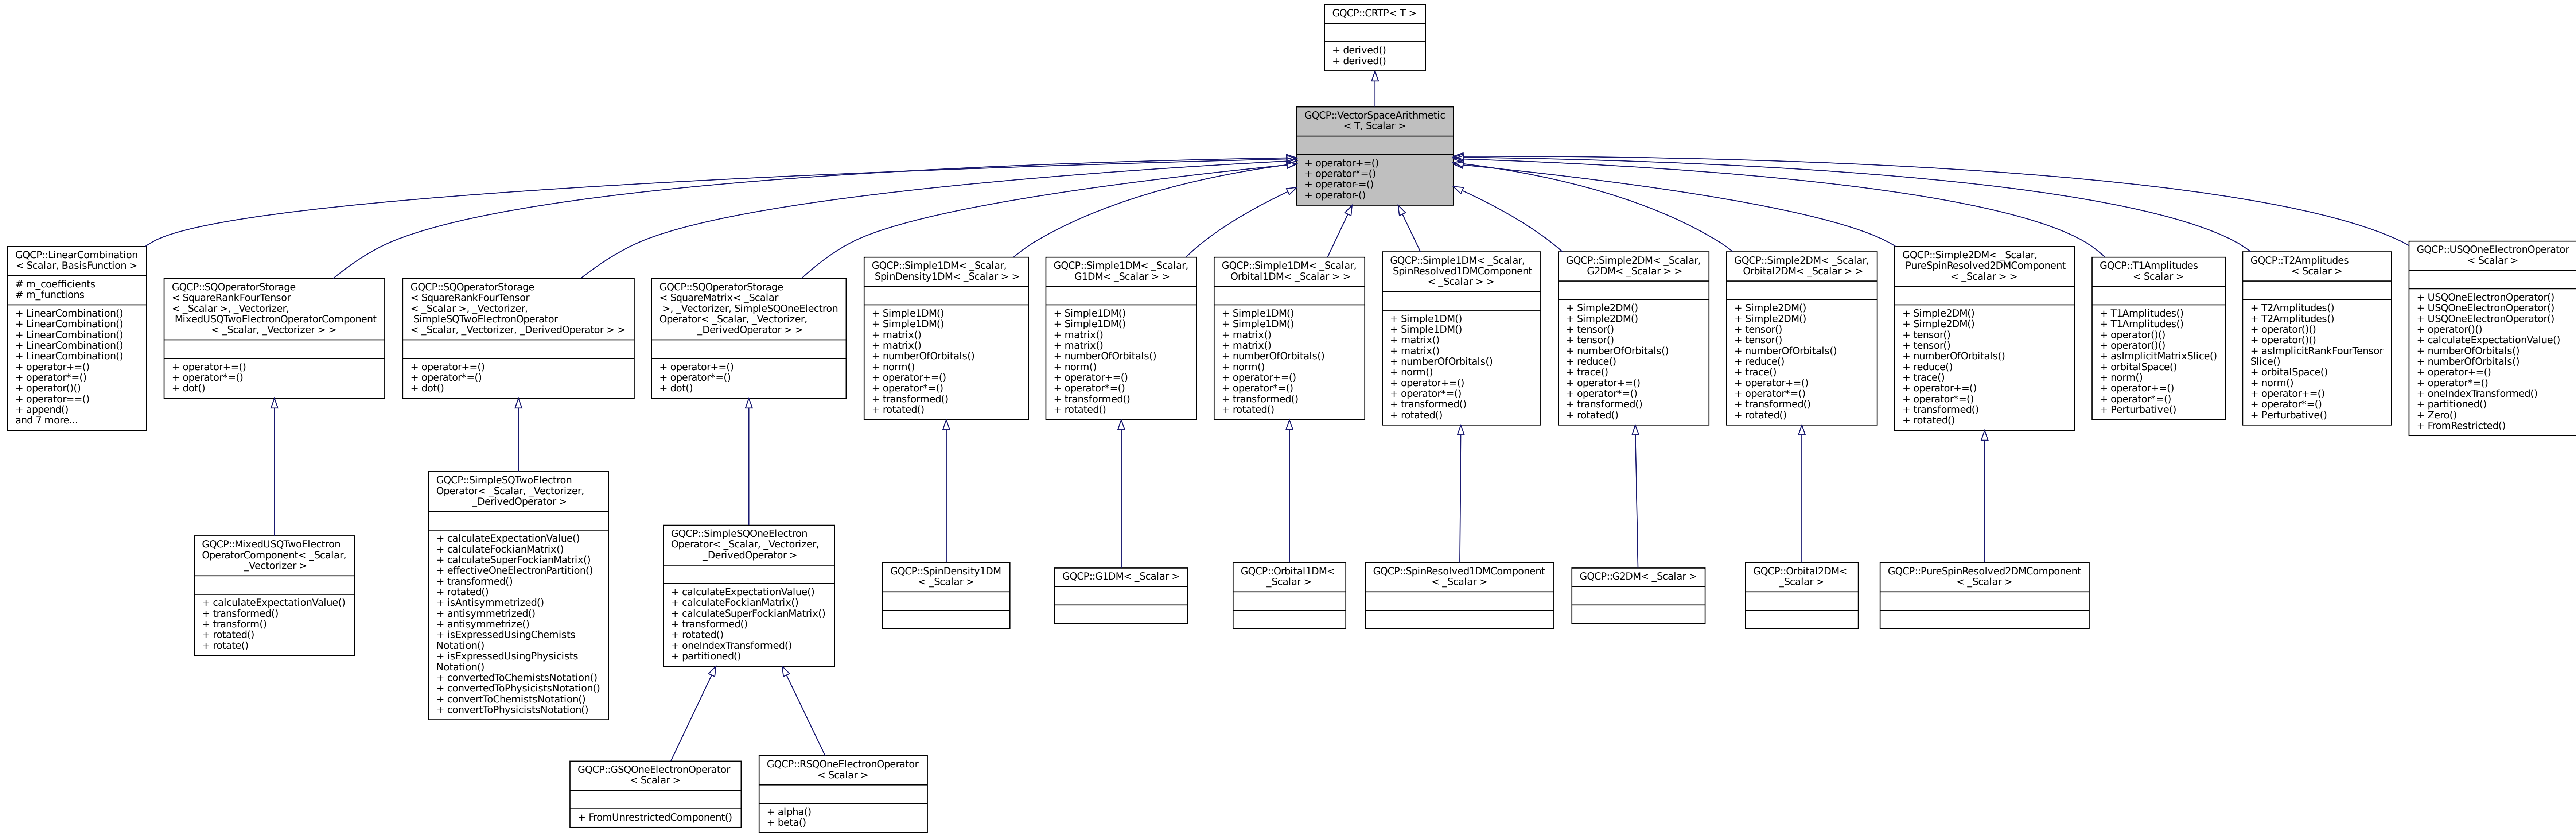 GQCP::CRTP< T >
+ derived()
+ derived()
GQCP::VectorSpaceArithmetic
< T, Scalar >
+ operator+=()
+ operator*=()
+ operator-=()
+ operator-()
GQCP::LinearCombination
< Scalar, BasisFunction >
# m_coefficients
# m_functions
+ LinearCombination()
+ LinearCombination()
+ LinearCombination()
+ LinearCombination()
+ LinearCombination()
+ operator+=()
+ operator*=()
+ operator()()
+ operator==()
+ append()
and 7 more...
GQCP::SQOperatorStorage
< SquareRankFourTensor
< _Scalar >, _Vectorizer,
MixedUSQTwoElectronOperatorComponent
< _Scalar, _Vectorizer > >
+ operator+=()
+ operator*=()
+ dot()
GQCP::SQOperatorStorage
< SquareRankFourTensor
< _Scalar >, _Vectorizer,
SimpleSQTwoElectronOperator
< _Scalar, _Vectorizer, _DerivedOperator > >
+ operator+=()
+ operator*=()
+ dot()
GQCP::SQOperatorStorage
< SquareMatrix< _Scalar
>, _Vectorizer, SimpleSQOneElectron
Operator< _Scalar, _Vectorizer,
_DerivedOperator > >
+ operator+=()
+ operator*=()
+ dot()
GQCP::Simple1DM< _Scalar,
SpinDensity1DM< _Scalar > >
+ Simple1DM()
+ Simple1DM()
+ matrix()
+ matrix()
+ numberOfOrbitals()
+ norm()
+ operator+=()
+ operator*=()
+ transformed()
+ rotated()
GQCP::Simple1DM< _Scalar,
G1DM< _Scalar > >
+ Simple1DM()
+ Simple1DM()
+ matrix()
+ matrix()
+ numberOfOrbitals()
+ norm()
+ operator+=()
+ operator*=()
+ transformed()
+ rotated()
GQCP::Simple1DM< _Scalar,
Orbital1DM< _Scalar > >
+ Simple1DM()
+ Simple1DM()
+ matrix()
+ matrix()
+ numberOfOrbitals()
+ norm()
+ operator+=()
+ operator*=()
+ transformed()
+ rotated()
GQCP::Simple1DM< _Scalar,
SpinResolved1DMComponent
< _Scalar > >
+ Simple1DM()
+ Simple1DM()
+ matrix()
+ matrix()
+ numberOfOrbitals()
+ norm()
+ operator+=()
+ operator*=()
+ transformed()
+ rotated()
GQCP::Simple2DM< _Scalar,
G2DM< _Scalar > >
+ Simple2DM()
+ Simple2DM()
+ tensor()
+ tensor()
+ numberOfOrbitals()
+ reduce()
+ trace()
+ operator+=()
+ operator*=()
+ transformed()
+ rotated()
GQCP::Simple2DM< _Scalar,
Orbital2DM< _Scalar > >
+ Simple2DM()
+ Simple2DM()
+ tensor()
+ tensor()
+ numberOfOrbitals()
+ reduce()
+ trace()
+ operator+=()
+ operator*=()
+ transformed()
+ rotated()
GQCP::Simple2DM< _Scalar,
PureSpinResolved2DMComponent
< _Scalar > >
+ Simple2DM()
+ Simple2DM()
+ tensor()
+ tensor()
+ numberOfOrbitals()
+ reduce()
+ trace()
+ operator+=()
+ operator*=()
+ transformed()
+ rotated()
GQCP::T1Amplitudes
< Scalar >
+ T1Amplitudes()
+ T1Amplitudes()
+ operator()()
+ operator()()
+ asImplicitMatrixSlice()
+ orbitalSpace()
+ norm()
+ operator+=()
+ operator*=()
+ Perturbative()
GQCP::T2Amplitudes
< Scalar >
+ T2Amplitudes()
+ T2Amplitudes()
+ operator()()
+ operator()()
+ asImplicitRankFourTensor
Slice()
+ orbitalSpace()
+ norm()
+ operator+=()
+ operator*=()
+ Perturbative()
GQCP::USQOneElectronOperator
< Scalar >
+ USQOneElectronOperator()
+ USQOneElectronOperator()
+ USQOneElectronOperator()
+ operator()()
+ calculateExpectationValue()
+ numberOfOrbitals()
+ numberOfOrbitals()
+ operator+=()
+ operator*=()
+ oneIndexTransformed()
+ partitioned()
+ Zero()
+ FromRestricted()
GQCP::MixedUSQTwoElectron
OperatorComponent< _Scalar,
_Vectorizer >
+ calculateExpectationValue()
+ transformed()
+ transform()
+ rotated()
+ rotate()
GQCP::SimpleSQTwoElectron
Operator< _Scalar, _Vectorizer,
_DerivedOperator >
+ calculateExpectationValue()
+ calculateFockianMatrix()
+ calculateSuperFockianMatrix()
+ effectiveOneElectronPartition()
+ transformed()
+ rotated()
+ isAntisymmetrized()
+ antisymmetrized()
+ antisymmetrize()
+ isExpressedUsingChemists
Notation()
+ isExpressedUsingPhysicists
Notation()
+ convertedToChemistsNotation()
+ convertedToPhysicistsNotation()
+ convertToChemistsNotation()
+ convertToPhysicistsNotation()
GQCP::SimpleSQOneElectron
Operator< _Scalar, _Vectorizer,
_DerivedOperator >
+ calculateExpectationValue()
+ calculateFockianMatrix()
+ calculateSuperFockianMatrix()
+ transformed()
+ rotated()
+ oneIndexTransformed()
+ partitioned()
GQCP::SpinDensity1DM
< _Scalar >
GQCP::G1DM< _Scalar >
GQCP::Orbital1DM<
_Scalar >
GQCP::SpinResolved1DMComponent
< _Scalar >
GQCP::G2DM< _Scalar >
GQCP::Orbital2DM<
_Scalar >
GQCP::PureSpinResolved2DMComponent
< _Scalar >
GQCP::GSQOneElectronOperator
< Scalar >
+ FromUnrestrictedComponent()
GQCP::RSQOneElectronOperator
< Scalar >
+ alpha()
+ beta()